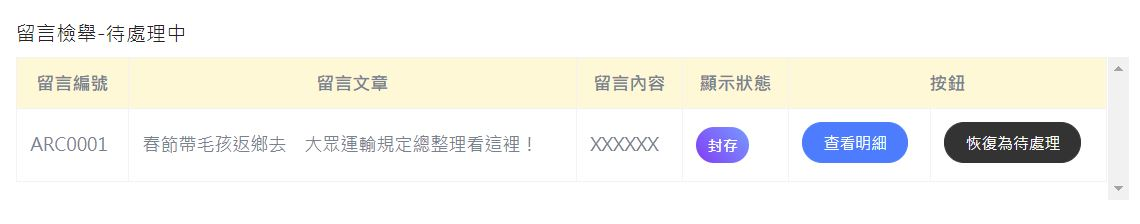 留言檢舉-待處理中
留言編號 留言文章 留言內容 顯示狀態 按鈕
ARC0001 春節帶毛孩返鄉去　大眾運輸規定總整理看這裡！ XXXXXX 封存 查看明細 恢復為待處理